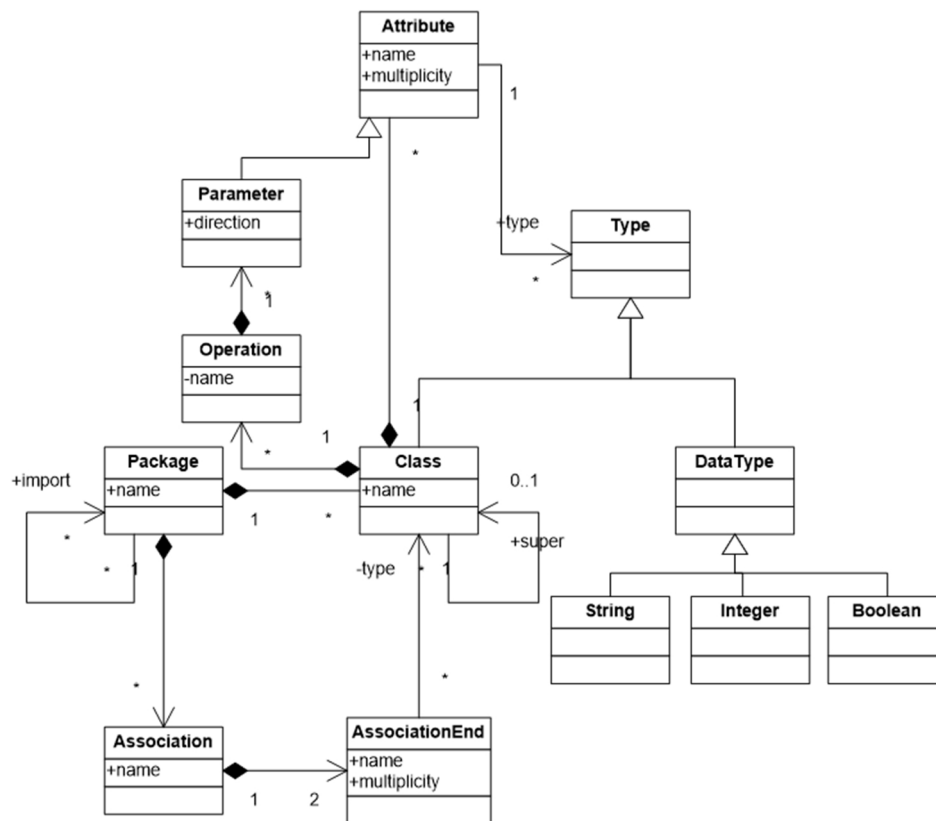 Attribute
+name
+multiplicity
1
*
Parameter
+direction
+type
Type
*
*
1
Operation
-name
1
*
1
Package
+name
Class
+name
DataType
+import
0..1
1
*
*
+super
*
1
-type
*
1
String
Integer
Boolean
*
*
Association
+name
AssociationEnd
+name
+multiplicity
1
2